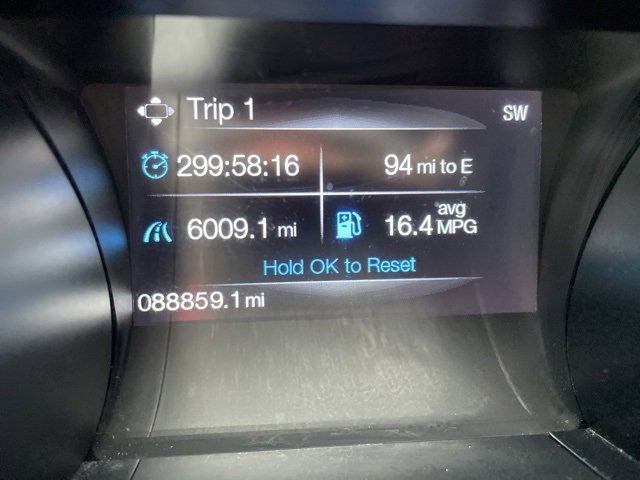 Trip 1 SW
299:58:16 94 mi to E
6009.1 mi 16.4 avg MPG
Hold OK to Reset
088859.1 mi